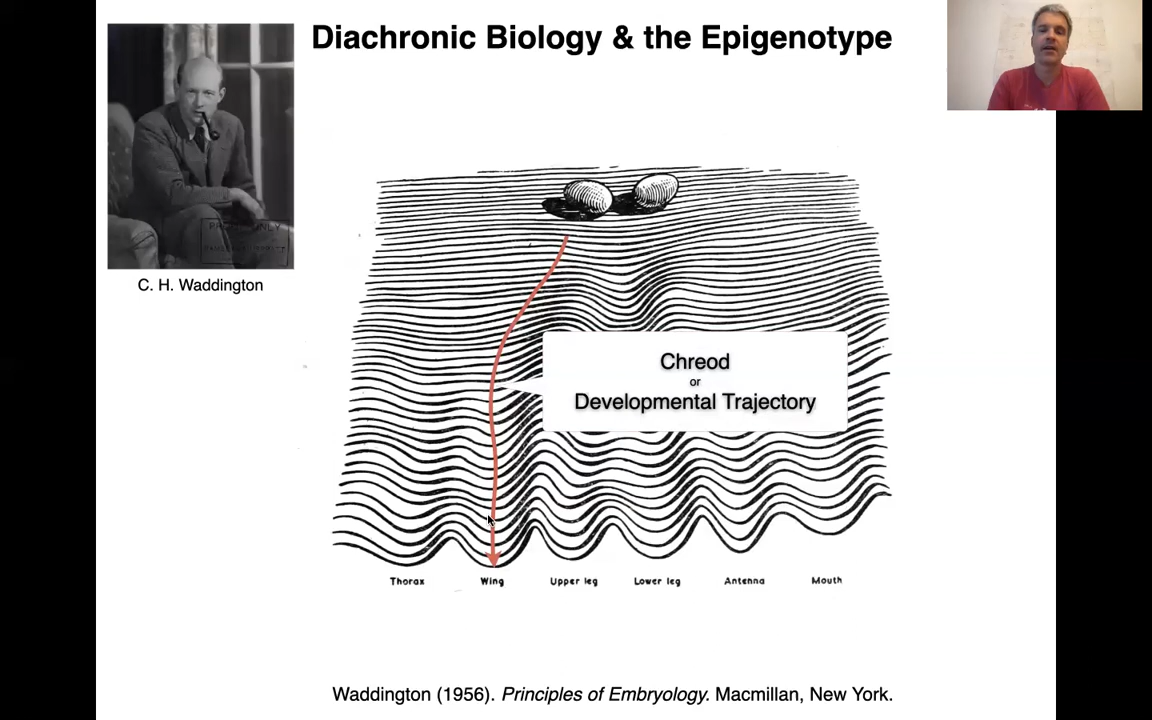 Diachronic Biology & the Epigenotype
C. H. Waddington
Chreod
or
Developmental Trajectory
Thorax Wing Upper leg Lower leg Antenna Mouth
Waddington (1956). Principles of Embryology. Macmillan, New York.